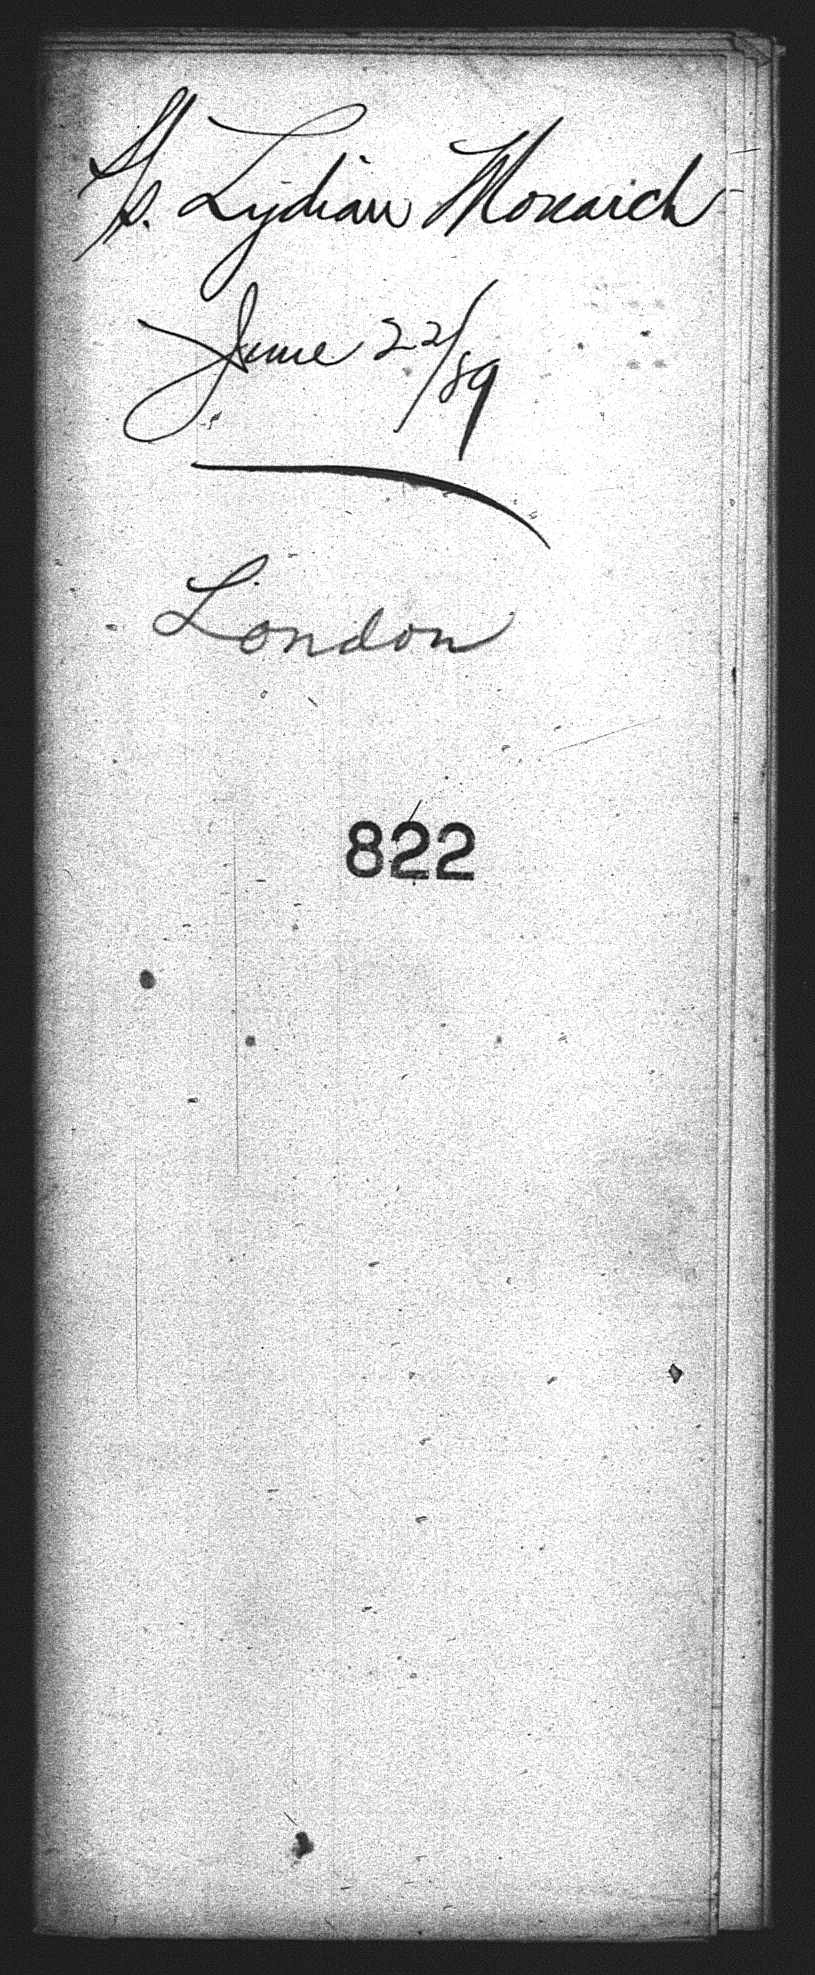 S/s. Lydian Monarch
June 22/89
London
822